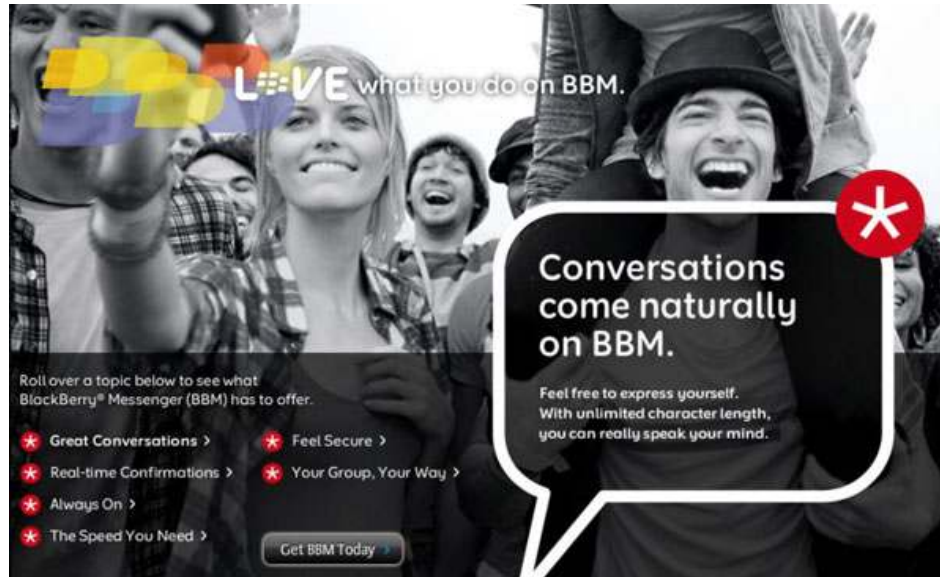 LOVE what you do on BBM.
Conversations
come naturally
on BBM.
Feel free to express yourself.
With unlimited character length,
you can really speak your mind.
Roll over a topic below to see what
BlackBerry® Messenger (BBM) has to offer.
Great Conversations >
Real-time Confirmations >
Always On >
The Speed You Need >
Feel Secure >
Your Group, Your Way >
Get BBM Today >